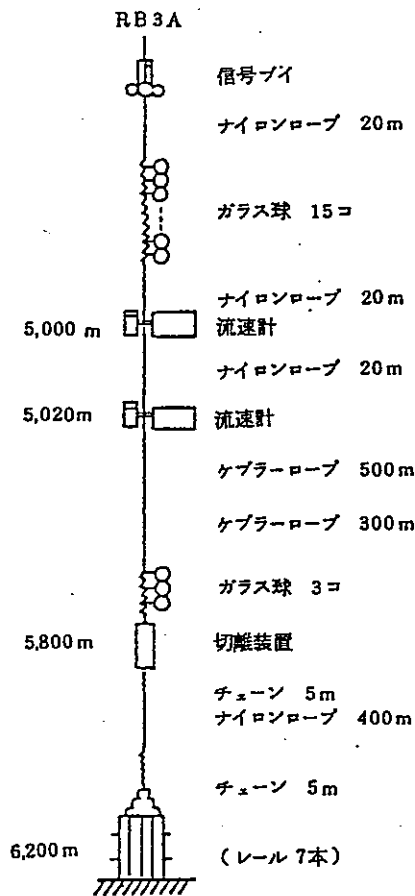 RB3A
信号ブイ
ナイロンロープ 20m
ガラス球 15コ
ナイロンロープ 20m
5,000 m 流速計
ナイロンロープ 20m
5,020m 流速計
ケブラーロープ 500m
ケブラーロープ 300m
ガラス球 3コ
5,800m 切離装置
チェーン 5m
ナイロンロープ 400m
チェーン 5m
6,200m (レール 7本)